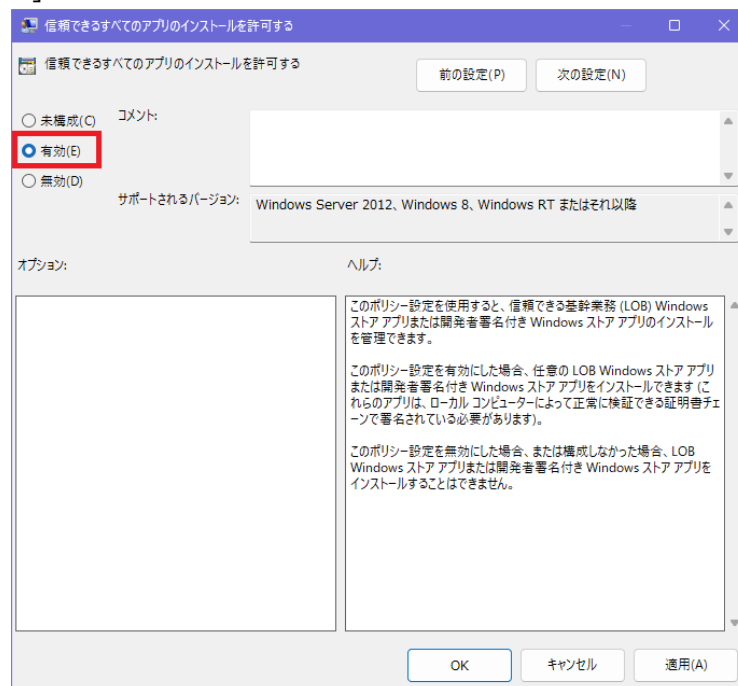 信頼できるすべてのアプリのインストールを許可する
信頼できるすべてのアプリのインストールを許可する
前の設定(P)
次の設定(N)
未構成(C)
コメント:
有効(E)
無効(D)
サポートされるバージョン:
Windows Server 2012、Windows 8、Windows RT またはそれ以降
オプション:
ヘルプ:
このポリシー設定を使用すると、信頼できる基幹業務 (LOB) Windows
ストア アプリまたは開発者署名付き Windows ストア アプリのインストール
を管理できます。
このポリシー設定を有効にした場合、任意の LOB Windows ストア アプリ
または開発者署名付き Windows ストア アプリをインストールできます (こ
れらのアプリは、ローカル コンピューターによって正常に検証できる証明書チェ
ーンで署名されている必要があります)。
このポリシー設定を無効にした場合、または構成しなかった場合、LOB
Windows ストア アプリまたは開発者署名付き Windows ストア アプリを
インストールすることはできません。
OK
キャンセル
適用(A)